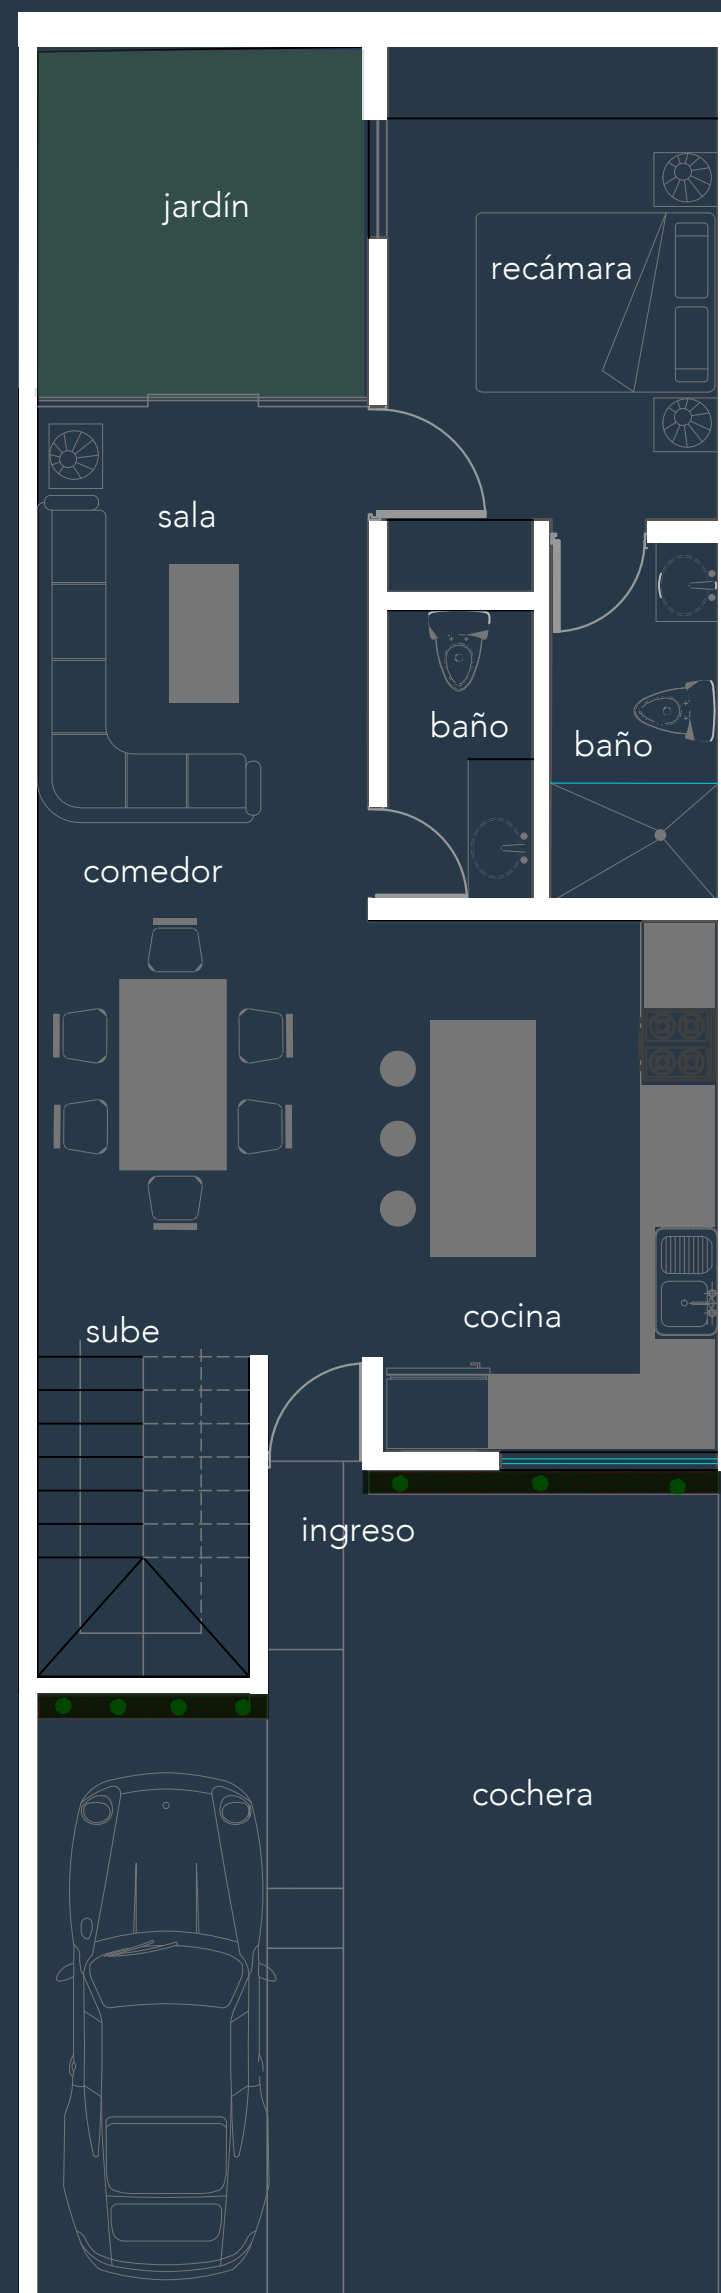 jardín
recámara
sala
baño
baño
comedor
cocina
sube
ingreso
cochera